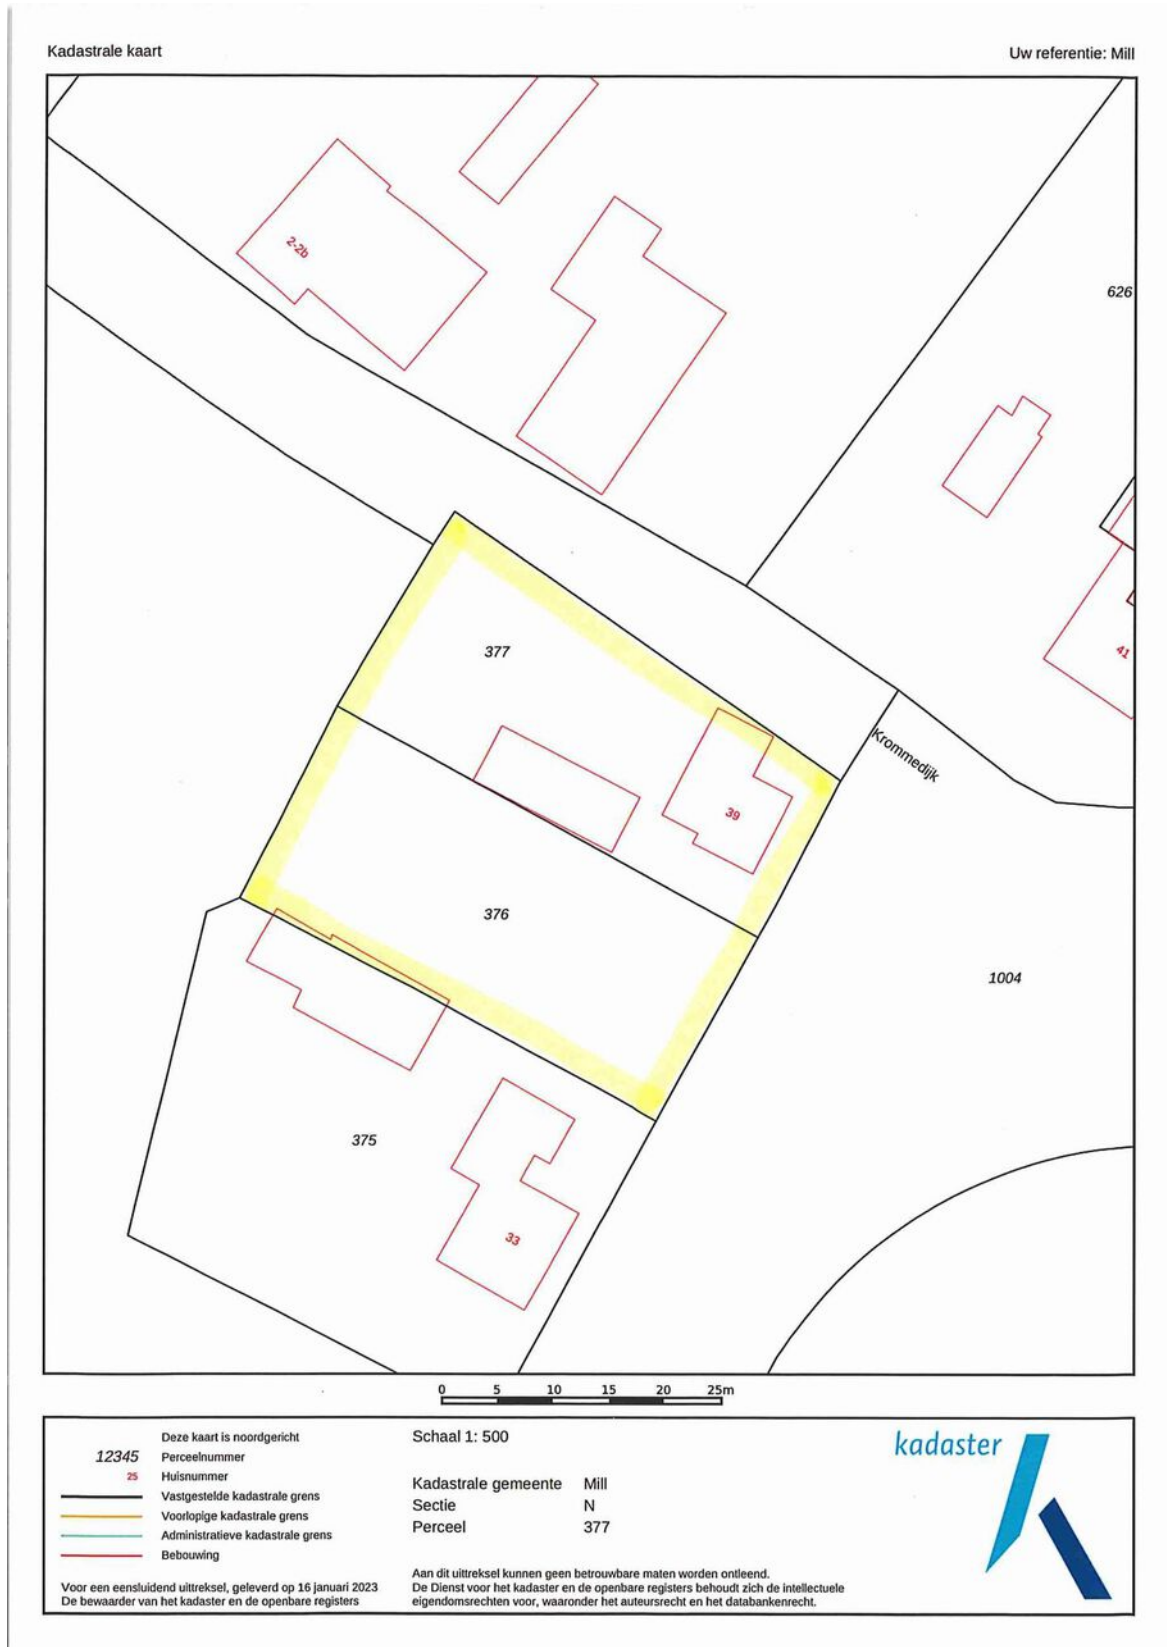 Kadastrale kaart
Uw referentie: Mill
2-2b
626
41
377
Krommedijk
39
376
1004
375
33
0 5 10 15 20 25m
Deze kaart is noordgericht
12345 Perceelnummer
25 Huisnummer
Vastgestelde kadastrale grens
Voorlopige kadastrale grens
Administratieve kadastrale grens
Bebouwing
Voor een eensluidend uittreksel, geleverd op 16 januari 2023
De bewaarder van het kadaster en de openbare registers
Schaal 1: 500
Kadastrale gemeente Mill
Sectie N
Perceel 377
Aan dit uittreksel kunnen geen betrouwbare maten worden ontleend.
De Dienst voor het kadaster en de openbare registers behoudt zich de intellectuele
eigendomsrechten voor, waaronder het auteursrecht en het databankenrecht.
kadaster